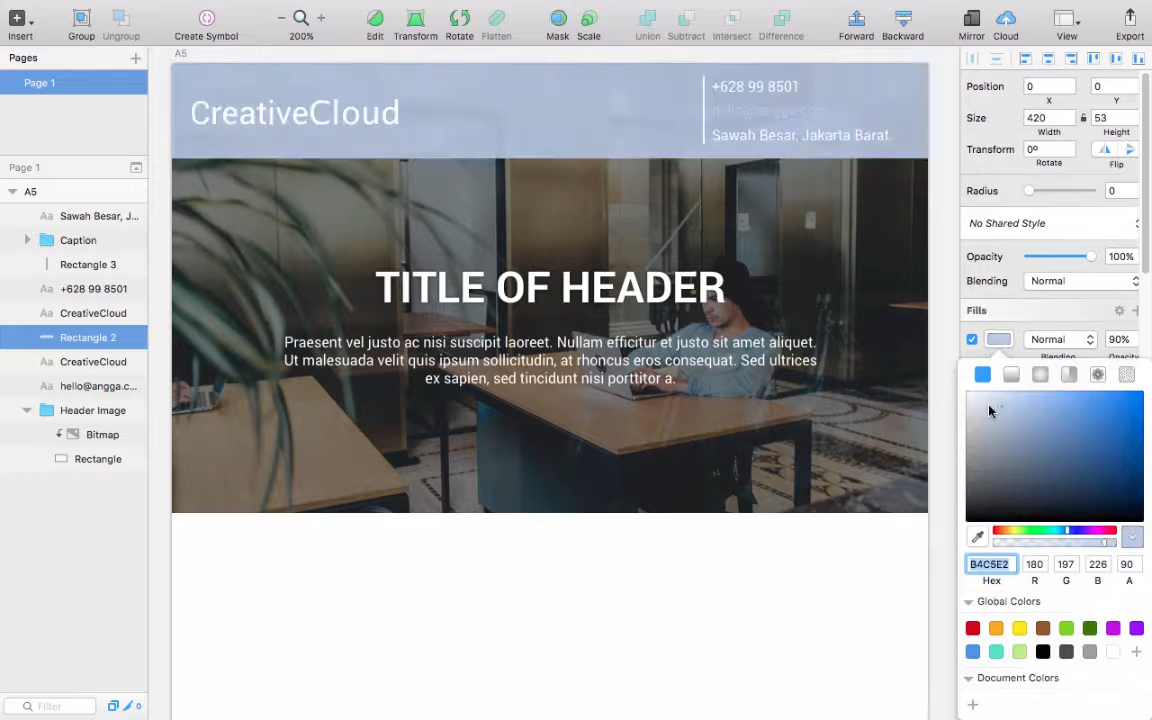 Insert
Group
Ungroup
Create Symbol
200%
Edit
Transform
Rotate
Flatten
Mask
Scale
Union
Subtract
Intersect
Difference
Forward
Backward
Mirror
Cloud
View
Export
Pages
Page 1
Page 1
A5
Sawah Besar, J...
Caption
Rectangle 3
+628 99 8501
CreativeCloud
Rectangle 2
CreativeCloud
hello@angga.c...
Header Image
Bitmap
Rectangle
Filter
0
A5
CreativeCloud
+628 99 8501
hello@angga.com
Sawah Besar, Jakarta Barat.
TITLE OF HEADER
Praesent vel justo ac nisi suscipit laoreet. Nullam efficitur et justo sit amet aliquet.
Ut malesuada velit quis ipsum sollicitudin, at rhoncus eros consequat. Sed ultrices
ex sapien, sed tincidunt nisi porttitor a.
Position
0
0
X
Y
Size
420
53
Width
Height
Transform
0º
Rotate
Flip
Radius
0
No Shared Style
Opacity
100%
Blending
Normal
Fills
Normal
90%
B4C5E2
180
197
226
90
Hex
R
G
B
A
Global Colors
Document Colors